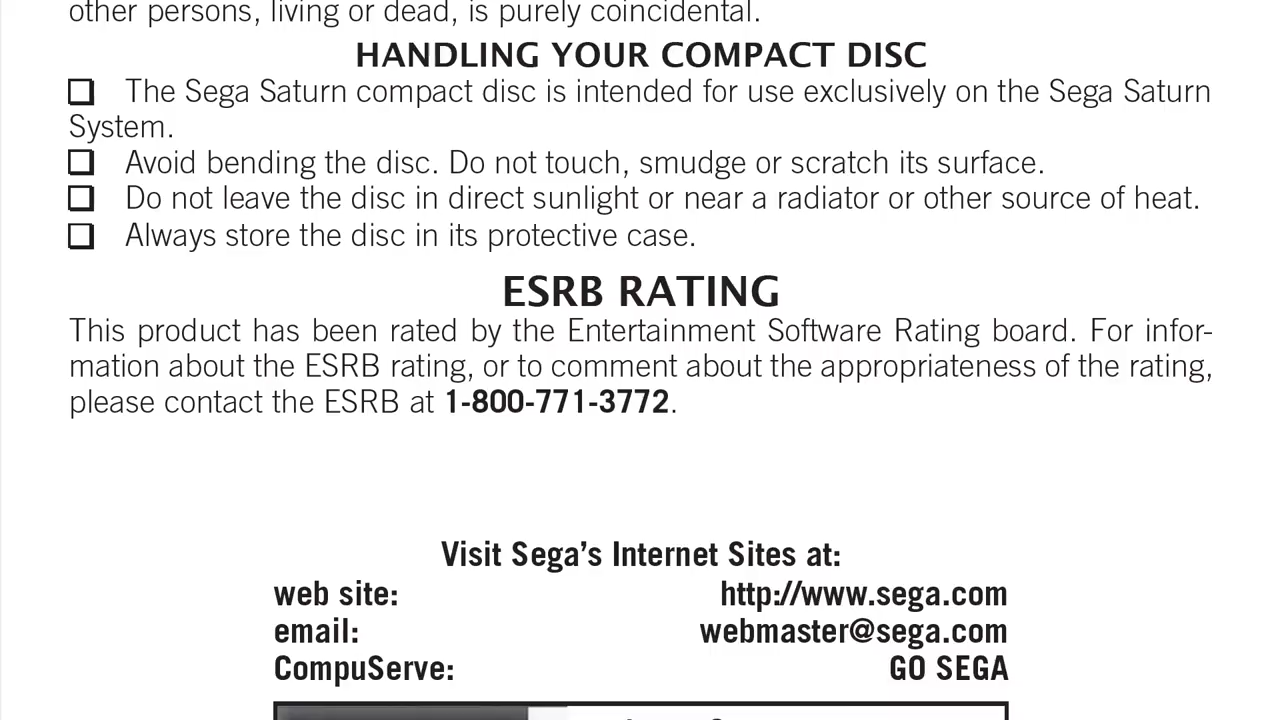 other persons, living or dead, is purely coincidental.
HANDLING YOUR COMPACT DISC
☐ The Sega Saturn compact disc is intended for use exclusively on the Sega Saturn
System.
☐ Avoid bending the disc. Do not touch, smudge or scratch its surface.
☐ Do not leave the disc in direct sunlight or near a radiator or other source of heat.
☐ Always store the disc in its protective case.
ESRB RATING
This product has been rated by the Entertainment Software Rating board. For infor-
mation about the ESRB rating, or to comment about the appropriateness of the rating,
please contact the ESRB at 1-800-771-3772.
Visit Sega’s Internet Sites at:
web site: http://www.sega.com
email: webmaster@sega.com
CompuServe: GO SEGA